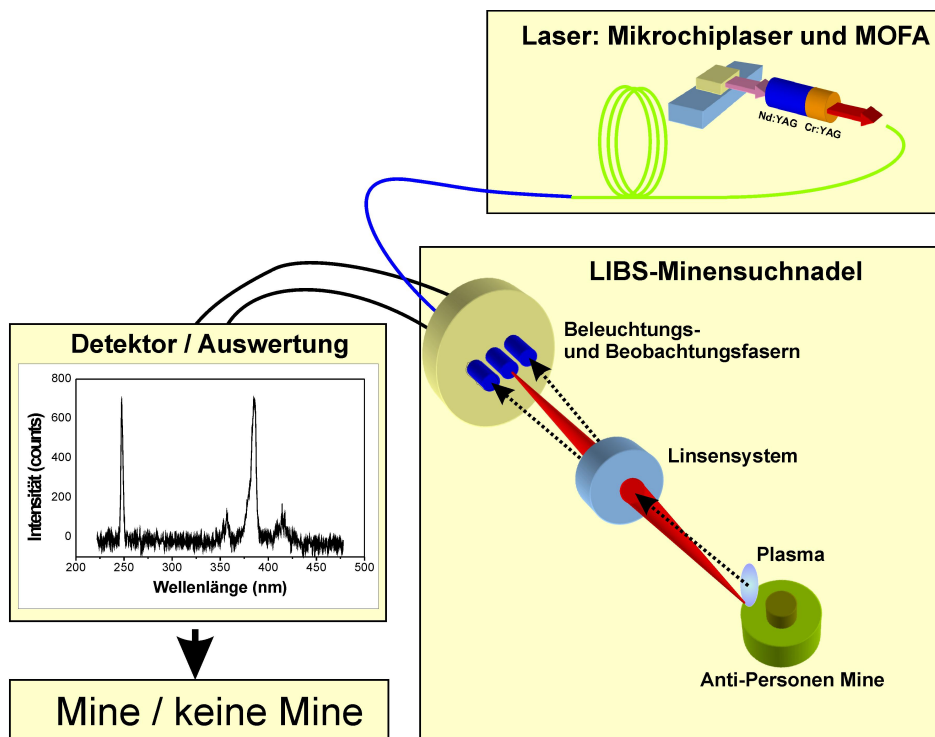 Laser: Mikrochiplaser und MOFA
Nd:YAG Cr:YAG
LIBS-Minensuchnadel
Beleuchtungs-
und Beobachtungsfasern
Linsensystem
Plasma
Anti-Personen Mine
Detektor / Auswertung
800
600
400
200
0
Intensität (counts)
200 250 300 350 400 450 500
Wellenlänge (nm)
Mine / keine Mine